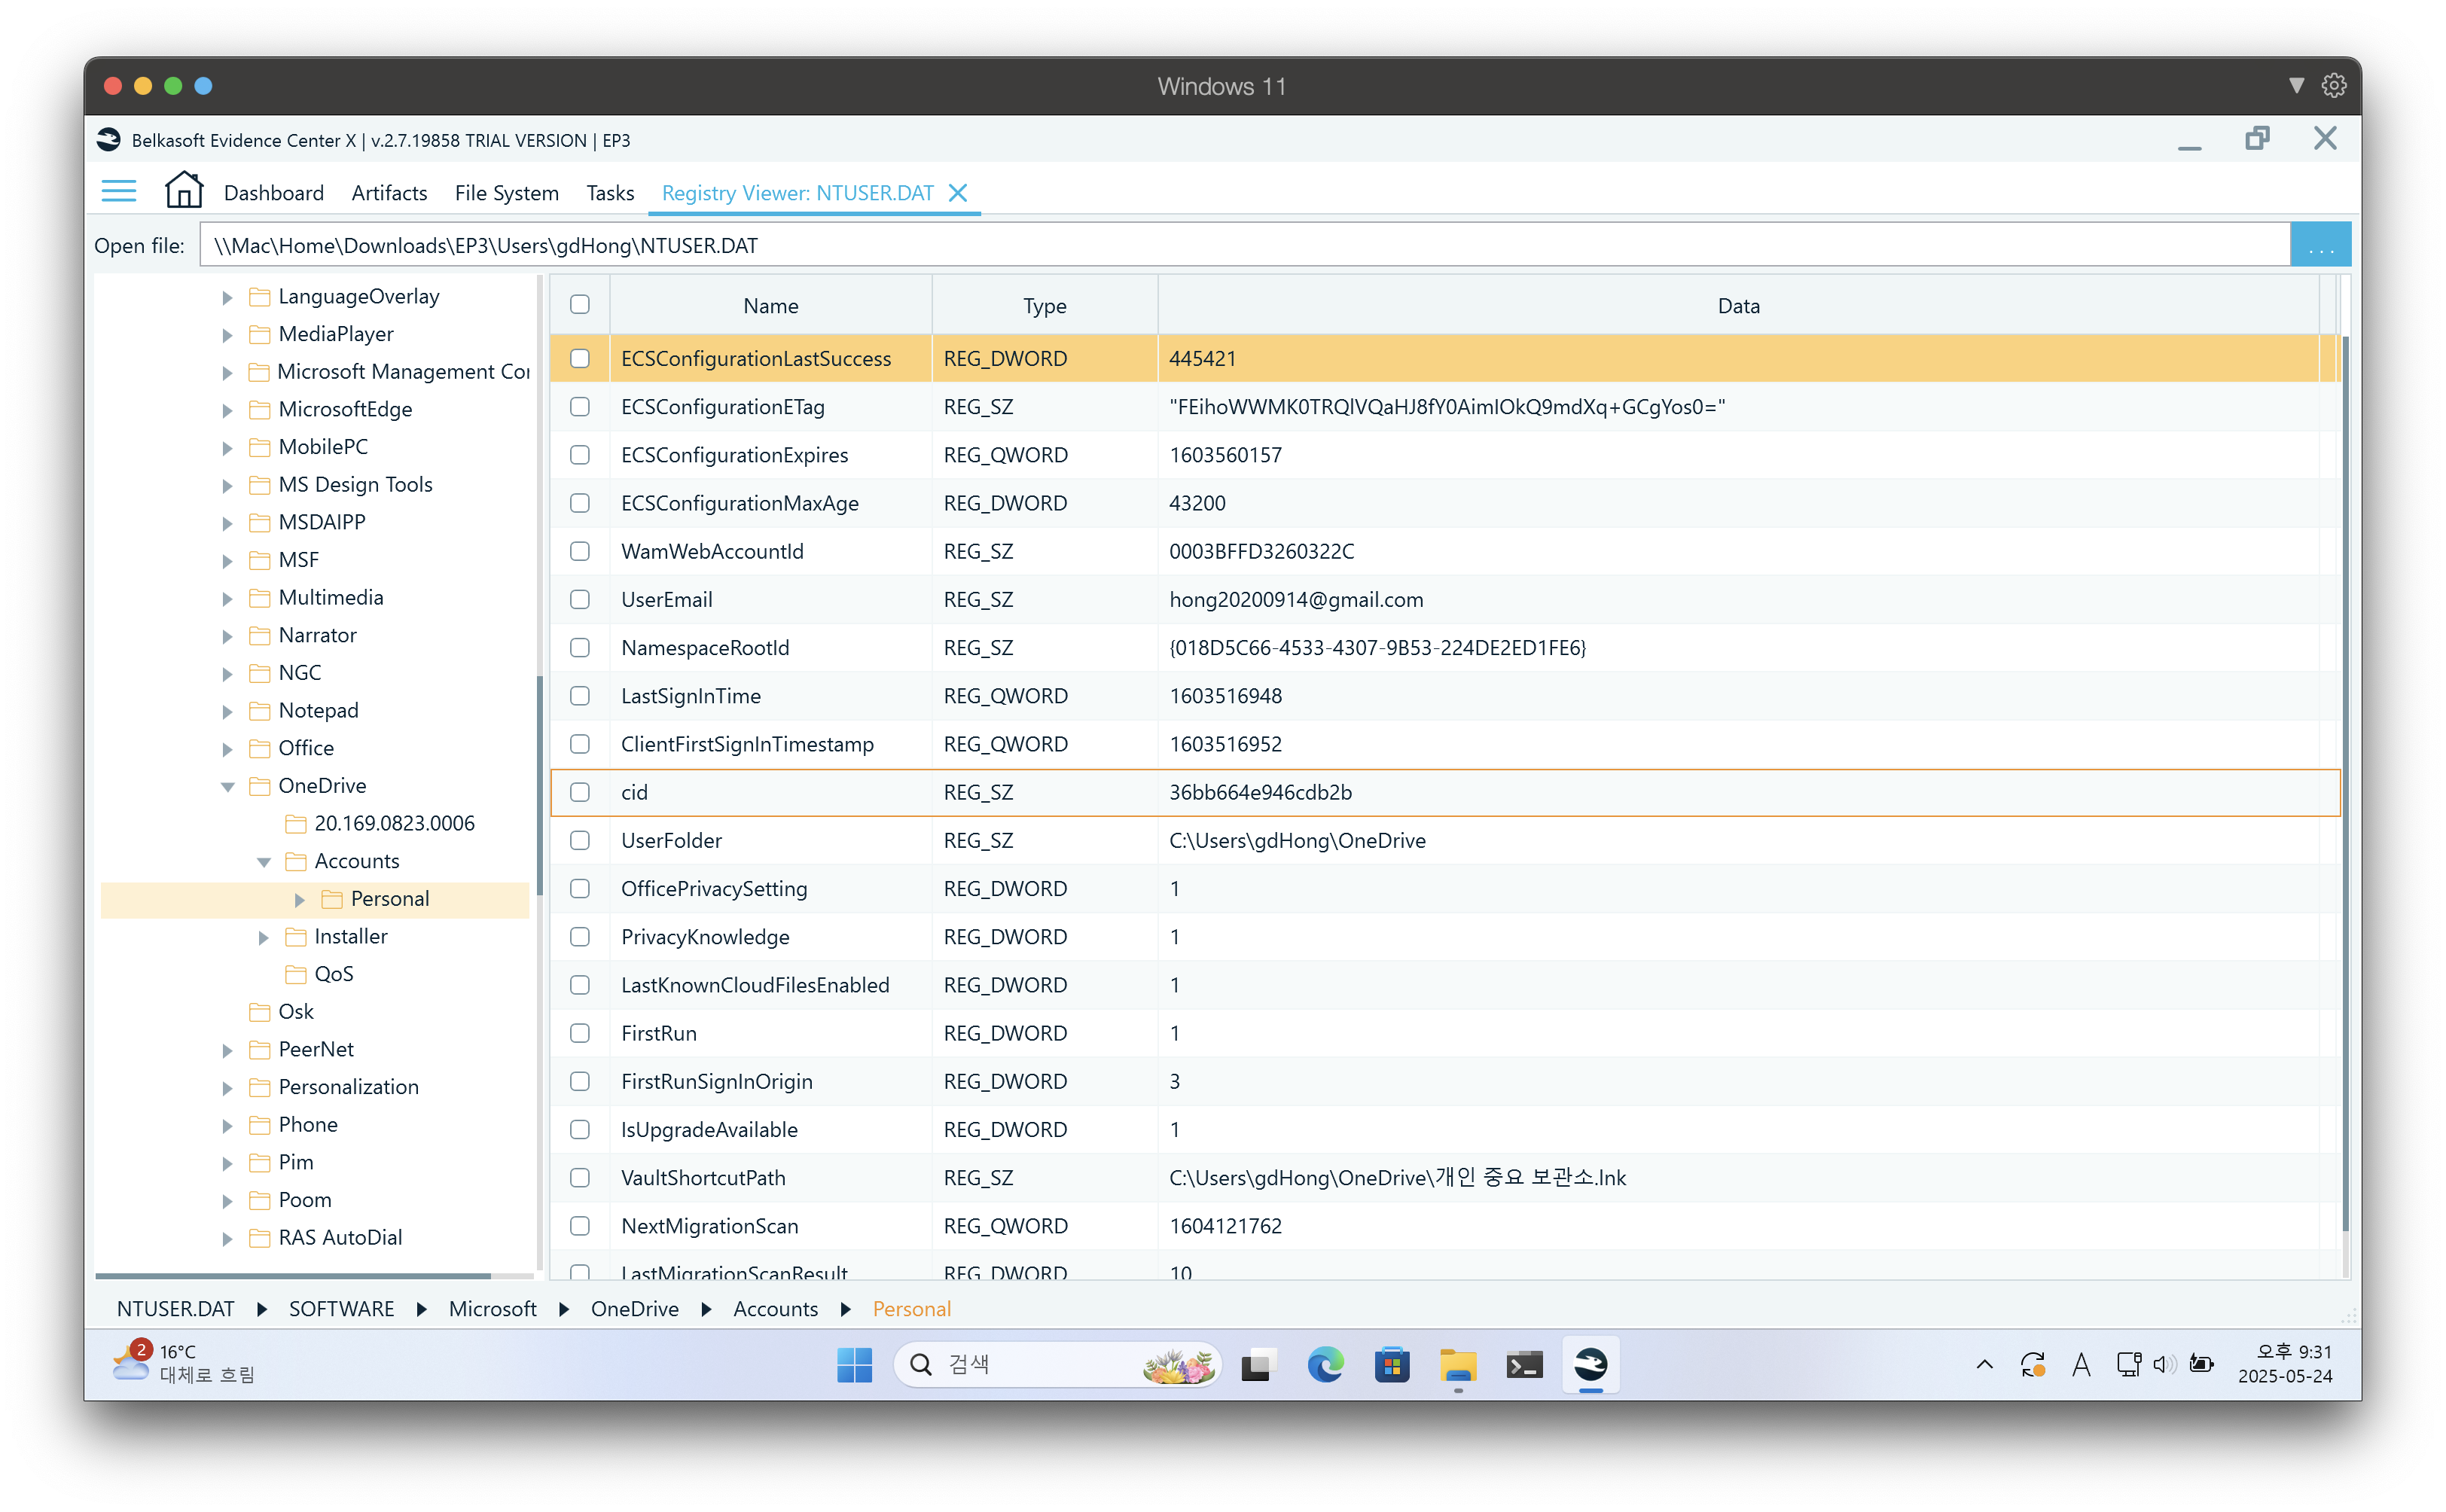 Windows 11
Belkasoft Evidence Center X | v.2.7.19858 TRIAL VERSION | EP3
Dashboard Artifacts File System Tasks Registry Viewer: NTUSER.DAT
Open file: \\Mac\Home\Downloads\EP3\Users\gdHong\NTUSER.DAT ...
LanguageOverlay
MediaPlayer
Microsoft Management Cor
MicrosoftEdge
MobilePC
MS Design Tools
MSDAIPP
MSF
Multimedia
Narrator
NGC
Notepad
Office
OneDrive
20.169.0823.0006
Accounts
Personal
Installer
QoS
Osk
PeerNet
Personalization
Phone
Pim
Poom
RAS AutoDial
Name Type Data
ECSConfigurationLastSuccess REG_DWORD 445421
ECSConfigurationETag REG_SZ "FEihoWWMK0TRQlVQaHJ8fY0AimIOkQ9mdXq+GCgYos0="
ECSConfigurationExpires REG_QWORD 1603560157
ECSConfigurationMaxAge REG_DWORD 43200
WamWebAccountId REG_SZ 0003BFFD3260322C
UserEmail REG_SZ hong20200914@gmail.com
NamespaceRootId REG_SZ {018D5C66-4533-4307-9B53-224DE2ED1FE6}
LastSignInTime REG_QWORD 1603516948
ClientFirstSignInTimestamp REG_QWORD 1603516952
cid REG_SZ 36bb664e946cdb2b
UserFolder REG_SZ C:\Users\gdHong\OneDrive
OfficePrivacySetting REG_DWORD 1
PrivacyKnowledge REG_DWORD 1
LastKnownCloudFilesEnabled REG_DWORD 1
FirstRun REG_DWORD 1
FirstRunSignInOrigin REG_DWORD 3
IsUpgradeAvailable REG_DWORD 1
VaultShortcutPath REG_SZ C:\Users\gdHong\OneDrive\개인 중요 보관소.lnk
NextMigrationScan REG_QWORD 1604121762
LastMigrationScanResult REG_DWORD 10
NTUSER.DAT SOFTWARE Microsoft OneDrive Accounts Personal
2
16°C
대체로 흐림
검색
A
오후 9:31
2025-05-24